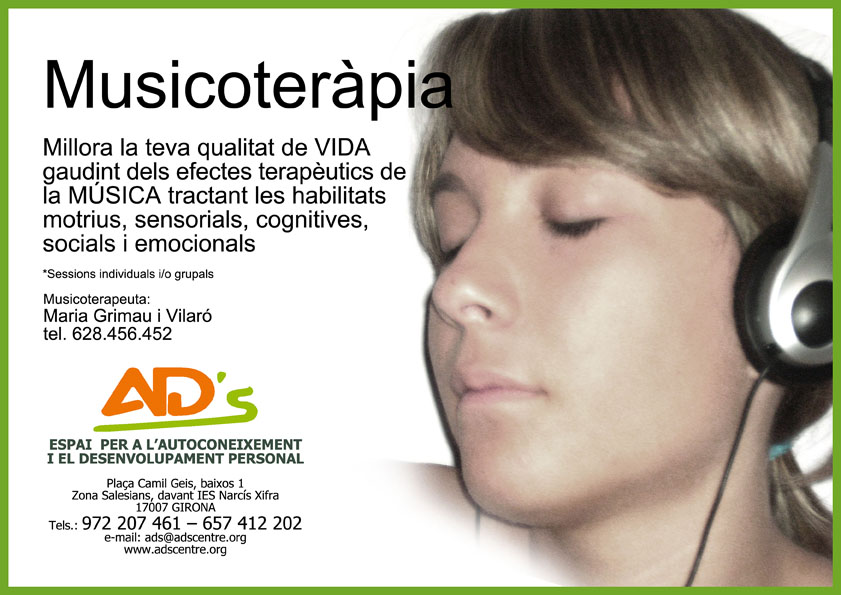 Musicoteràpia
Millora la teva qualitat de VIDA
gaudint dels efectes terapèutics de
la MÚSICA tractant les habilitats
motrius, sensorials, cognitives,
socials i emocionals
*Sessions individuals i/o grupals
Musicoterapeuta:
Maria Grimau i Vilaró
tel. 628.456.452
AD's
ESPAI PER A L'AUTOCONEIXEMENT
I EL DESENVOLUPAMENT PERSONAL
Plaça Camil Geis, baixos 1
Zona Salesians, davant IES Narcís Xifra
17007 GIRONA
Tels.: 972 207 461 – 657 412 202
e-mail: ads@adscentre.org
www.adscentre.org